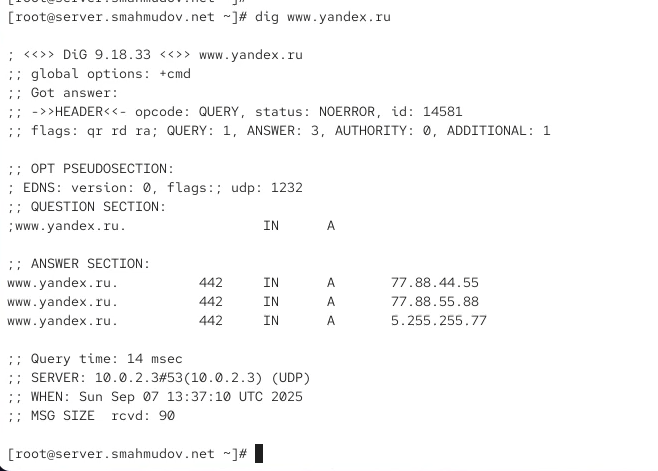 [root@server.smahmudov.net ~]#
[root@server.smahmudov.net ~]# dig www.yandex.ru

; <<>> DiG 9.18.33 <<>> www.yandex.ru
;; global options: +cmd
;; Got answer:
;; ->>HEADER<<- opcode: QUERY, status: NOERROR, id: 14581
;; flags: qr rd ra; QUERY: 1, ANSWER: 3, AUTHORITY: 0, ADDITIONAL: 1

;; OPT PSEUDOSECTION:
; EDNS: version: 0, flags:; udp: 1232
;; QUESTION SECTION:
;www.yandex.ru.                 IN      A

;; ANSWER SECTION:
www.yandex.ru.          442     IN      A       77.88.44.55
www.yandex.ru.          442     IN      A       77.88.55.88
www.yandex.ru.          442     IN      A       5.255.255.77

;; Query time: 14 msec
;; SERVER: 10.0.2.3#53(10.0.2.3) (UDP)
;; WHEN: Sun Sep 07 13:37:10 UTC 2025
;; MSG SIZE  rcvd: 90

[root@server.smahmudov.net ~]#